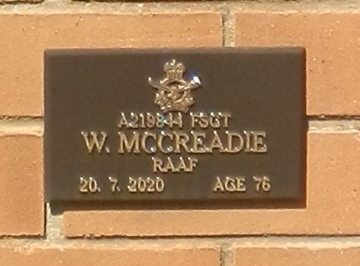 A219844 FSGT
W. MCCREADIE
RAAF
20. 7. 2020 AGE 76